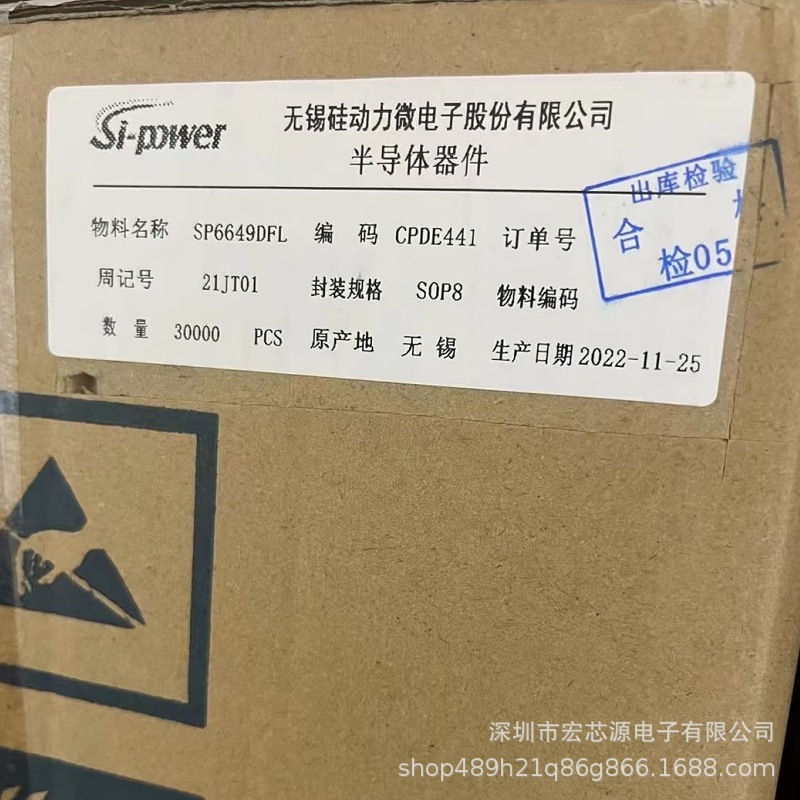 Si-power 无锡硅动力微电子股份有限公司
半导体器件
物料名称 SP6649DFL 编 码 CPDE441 订单号
周记号 21JT01 封装规格 SOP8 物料编码
数 量 30000 PCS 原产地 无 锡 生产日期 2022-11-25
出库检验
合
检05
深圳市宏芯源电子有限公司
shop489h21q86g866.1688.com